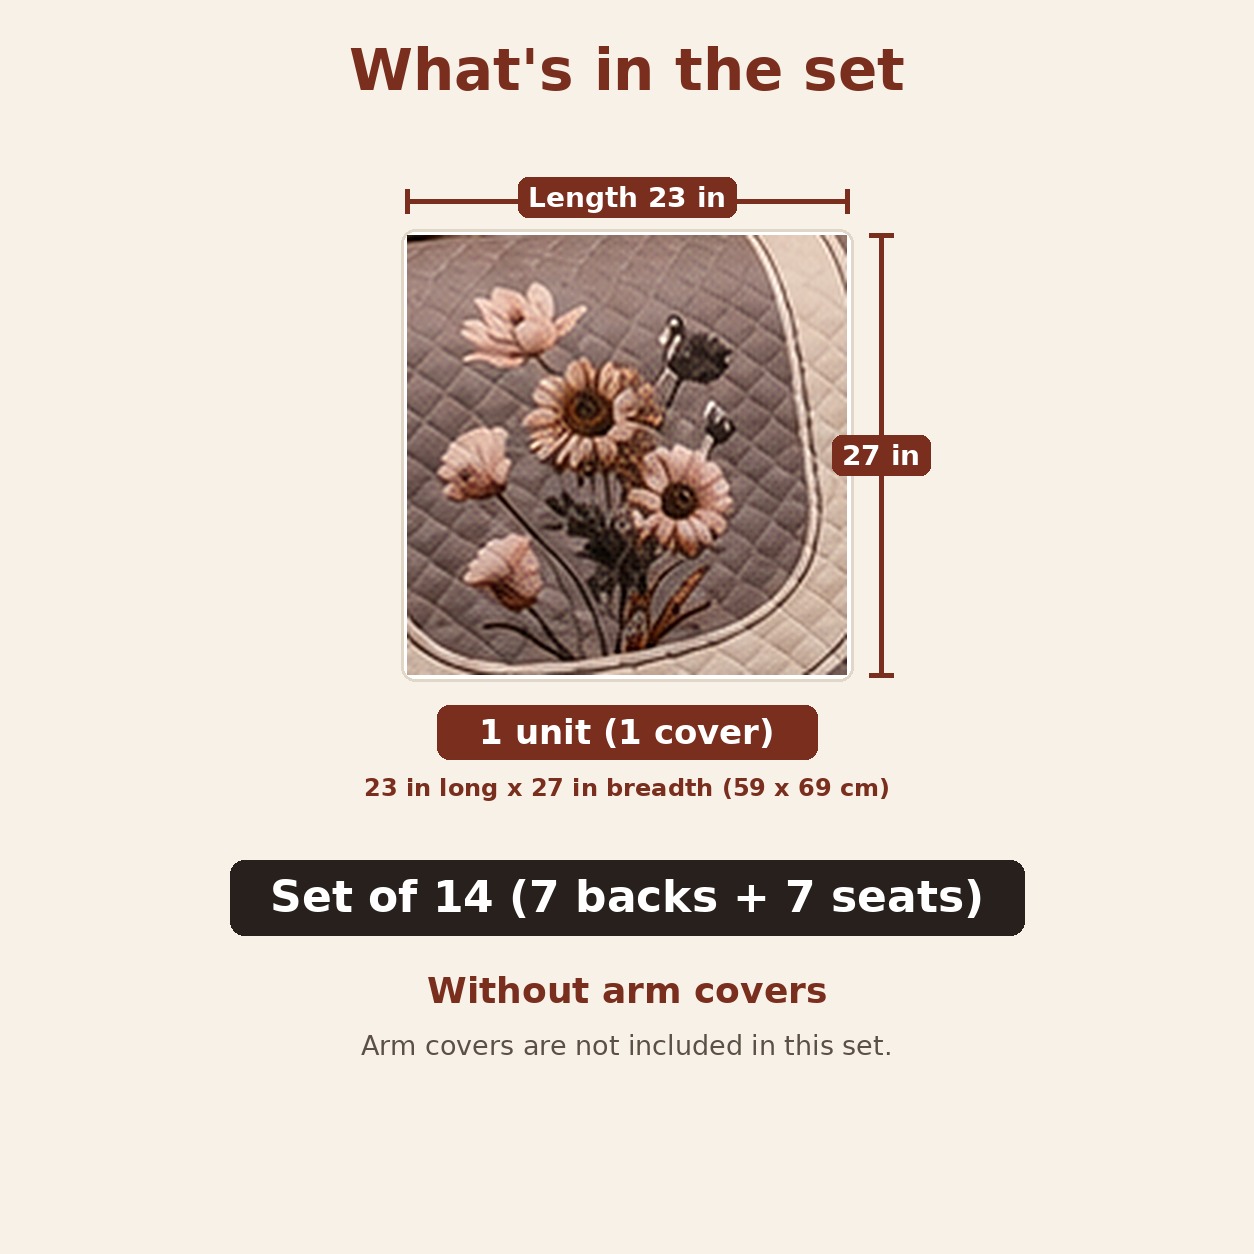 What's in the set
Length 23 in
27 in
1 unit (1 cover)
23 in long x 27 in breadth (59 x 69 cm)
Set of 14 (7 backs + 7 seats)
Without arm covers
Arm covers are not included in this set.